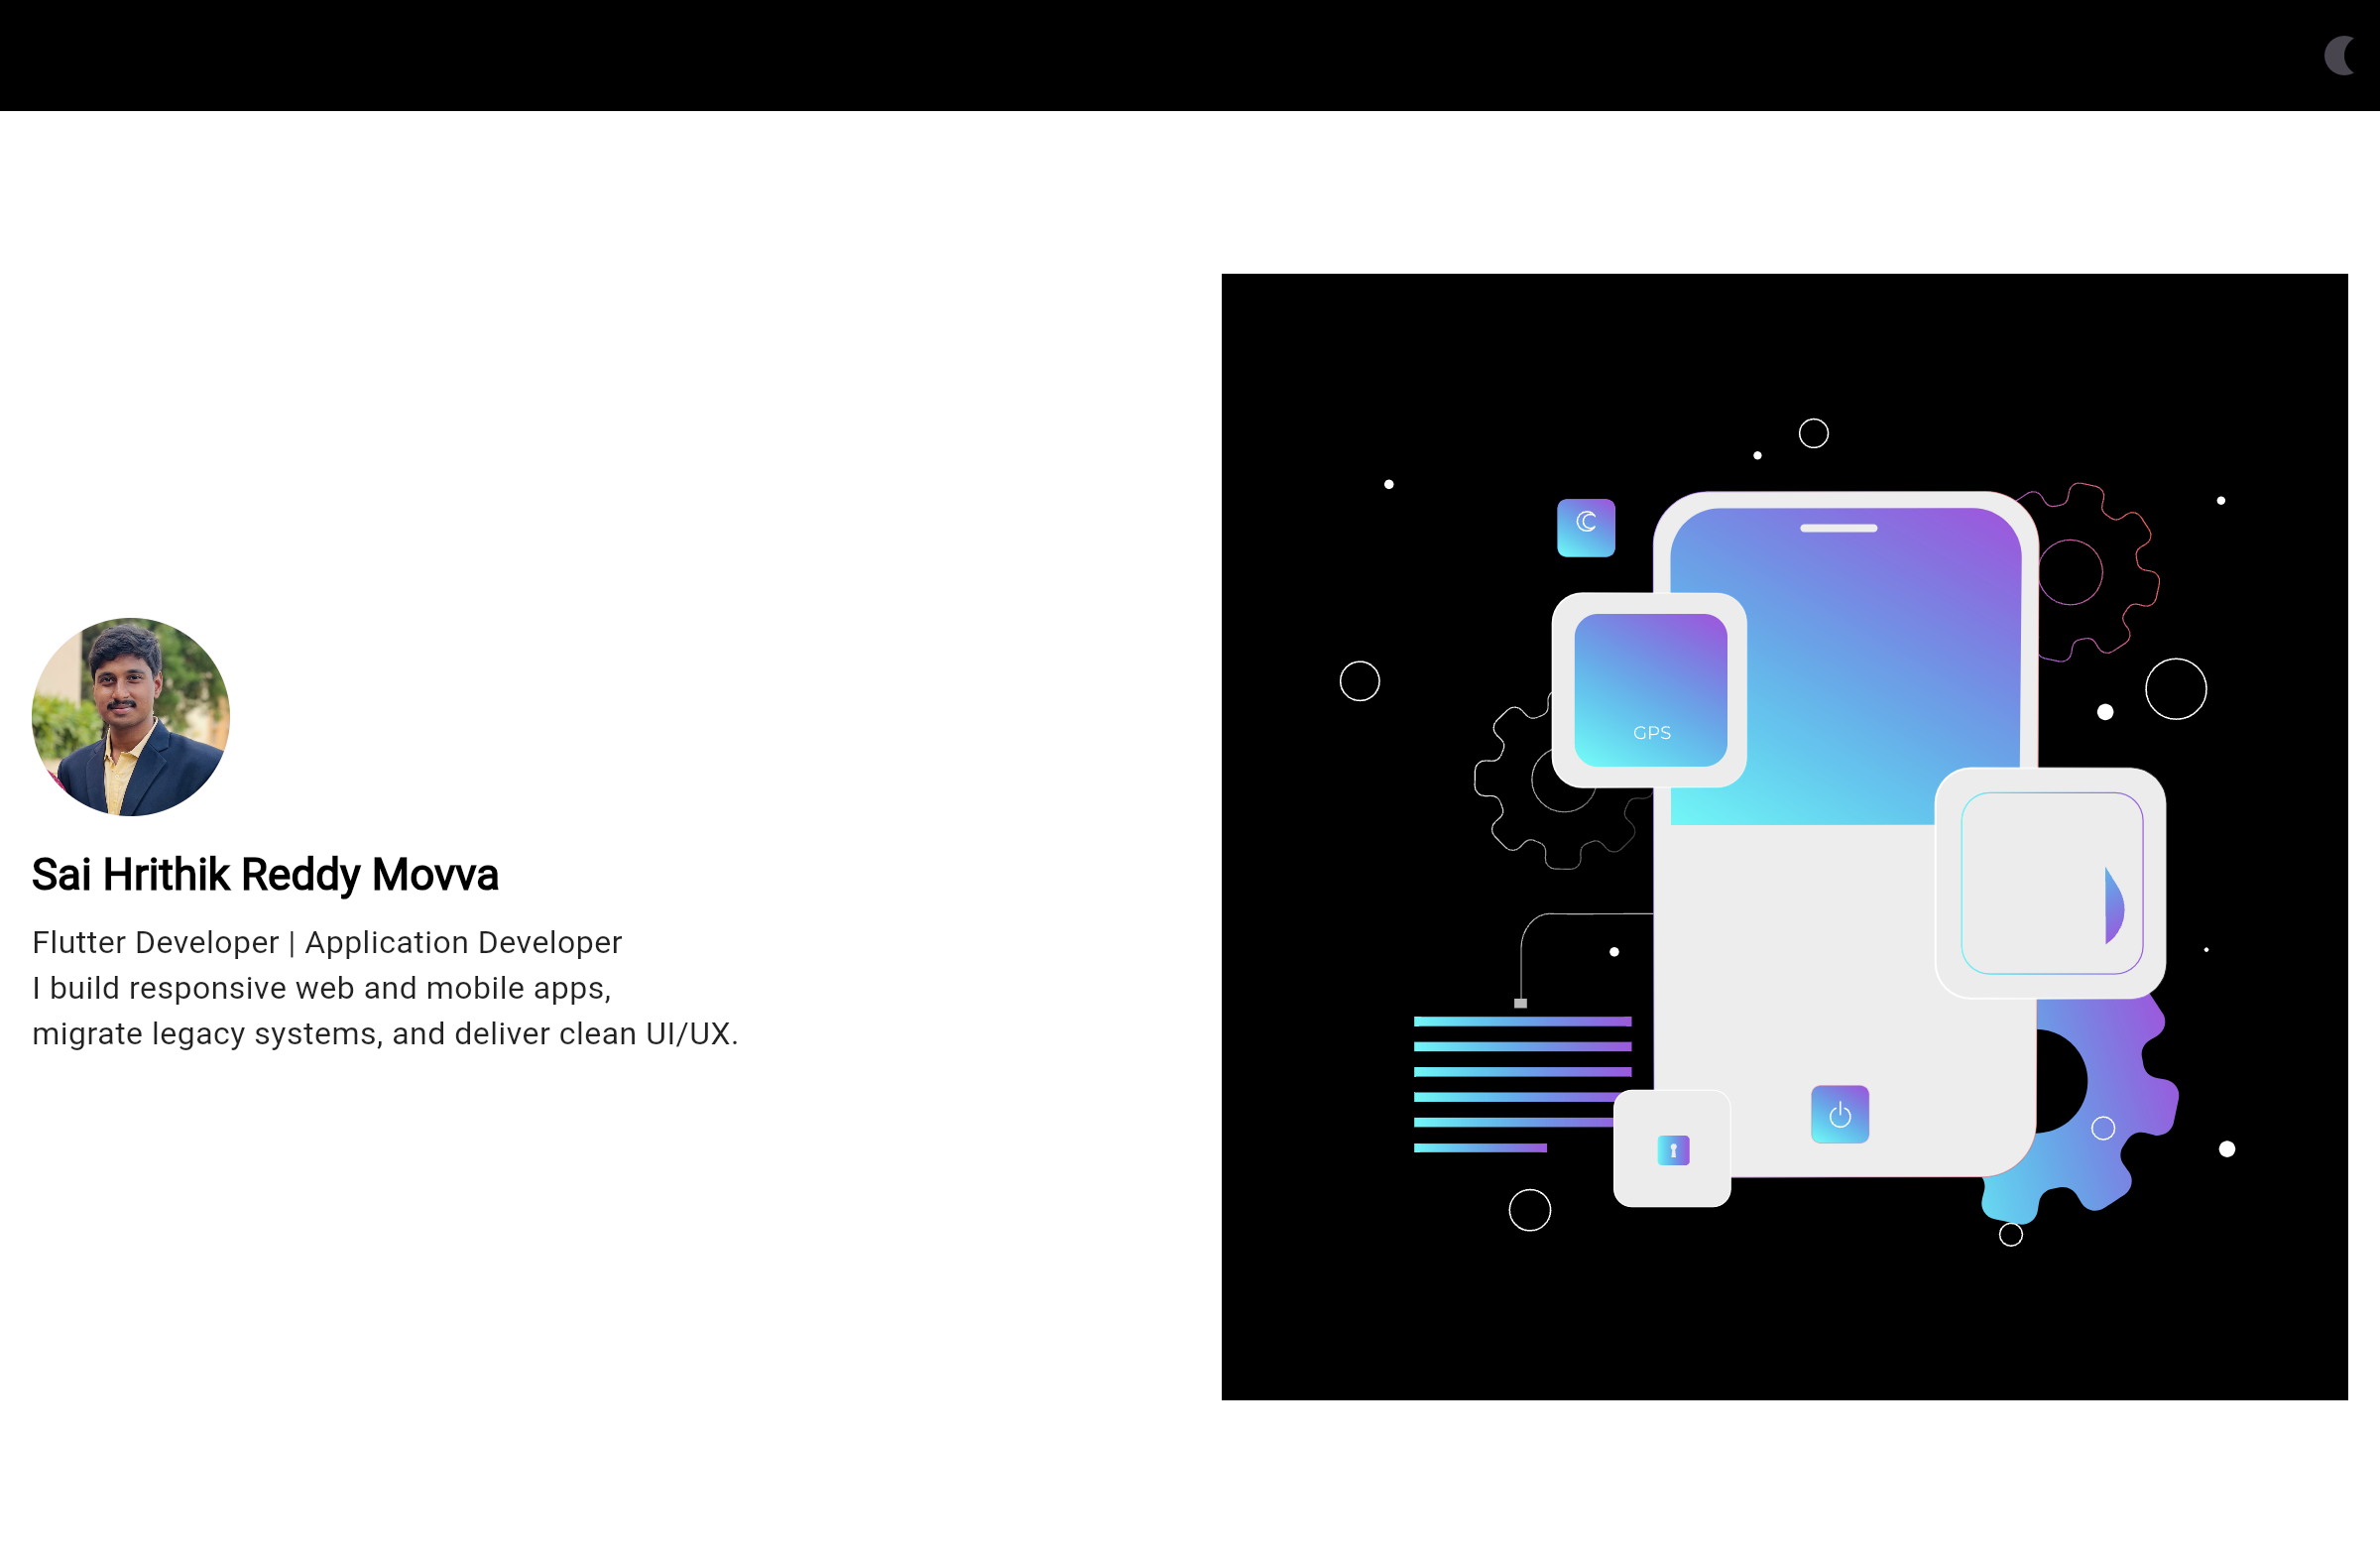 Sai Hrithik Reddy Movva
Flutter Developer | Application Developer
I build responsive web and mobile apps,
migrate legacy systems, and deliver clean UI/UX.
GPS